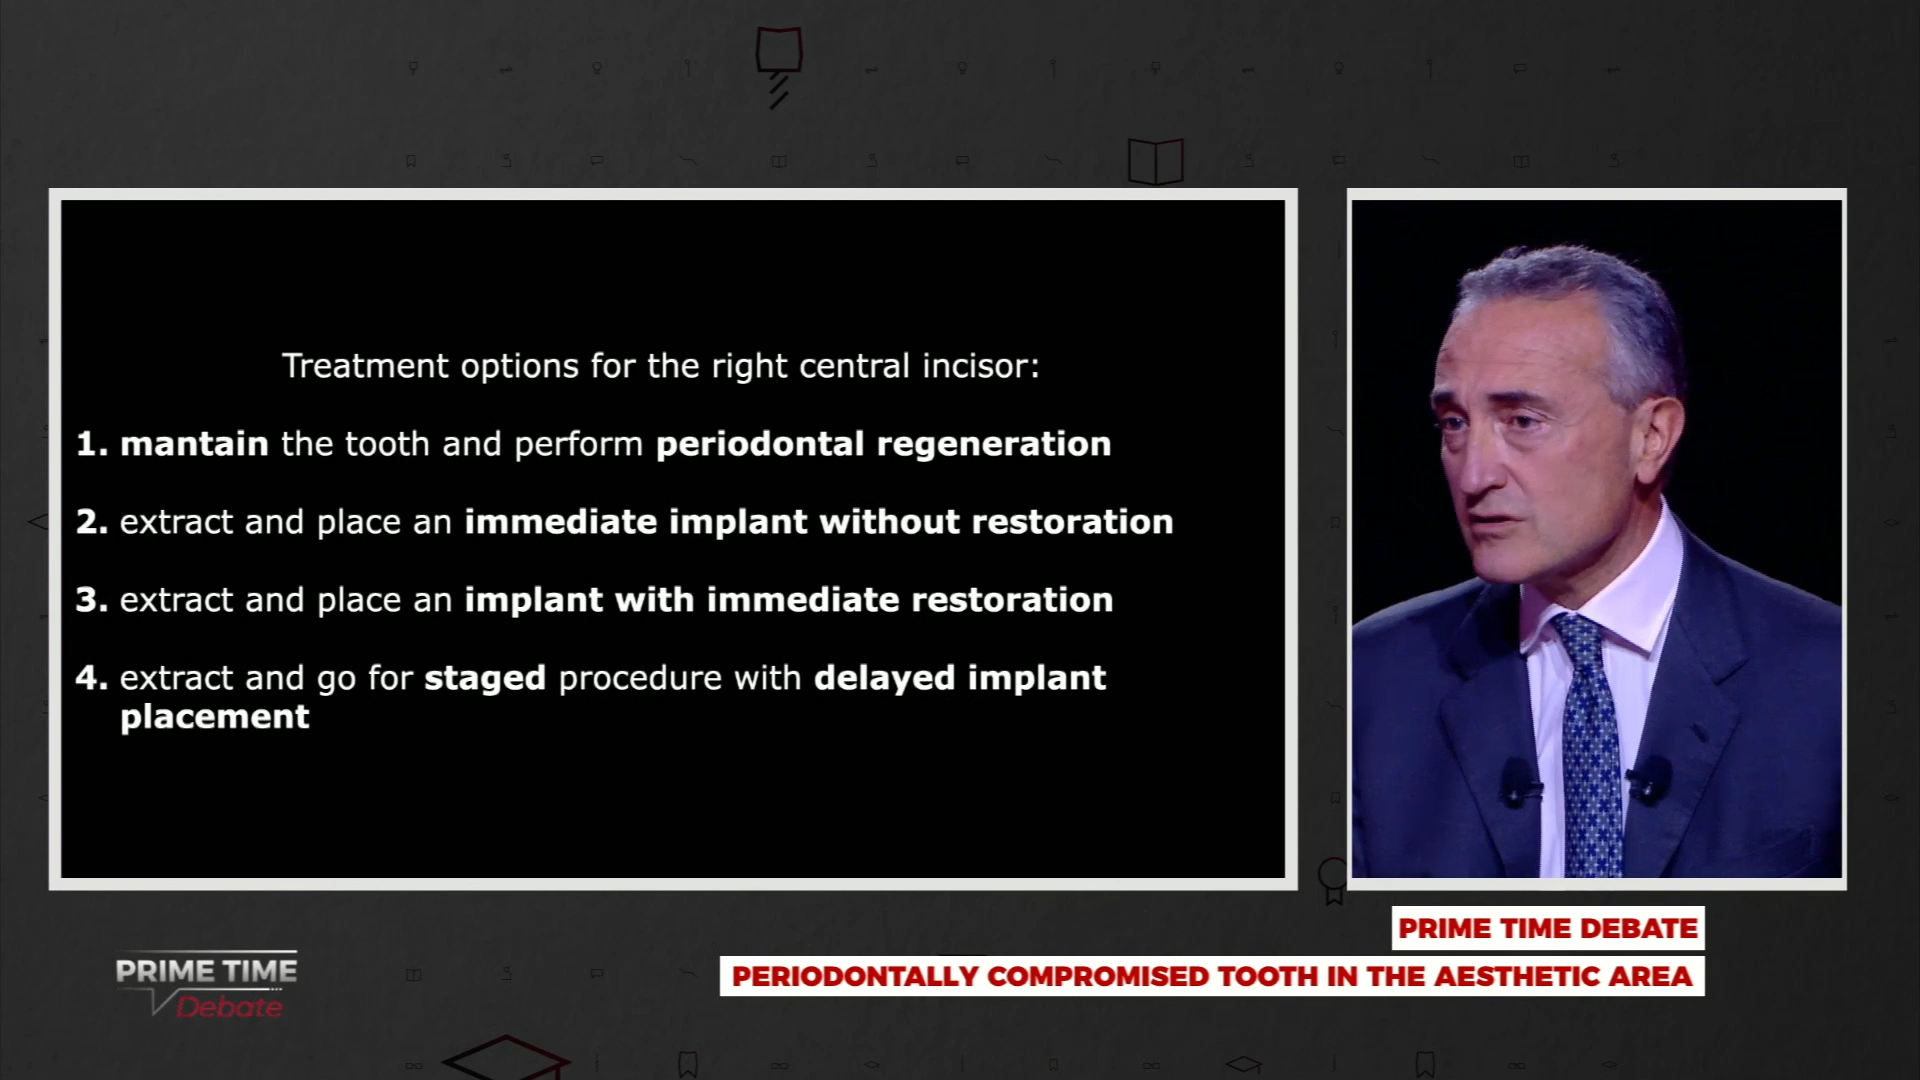 Treatment options for the right central incisor:
1. mantain the tooth and perform periodontal regeneration
2. extract and place an immediate implant without restoration
3. extract and place an implant with immediate restoration
4. extract and go for staged procedure with delayed implant
placement
PRIME TIME DEBATE
PERIODONTALLY COMPROMISED TOOTH IN THE AESTHETIC AREA
PRIME TIME
Debate